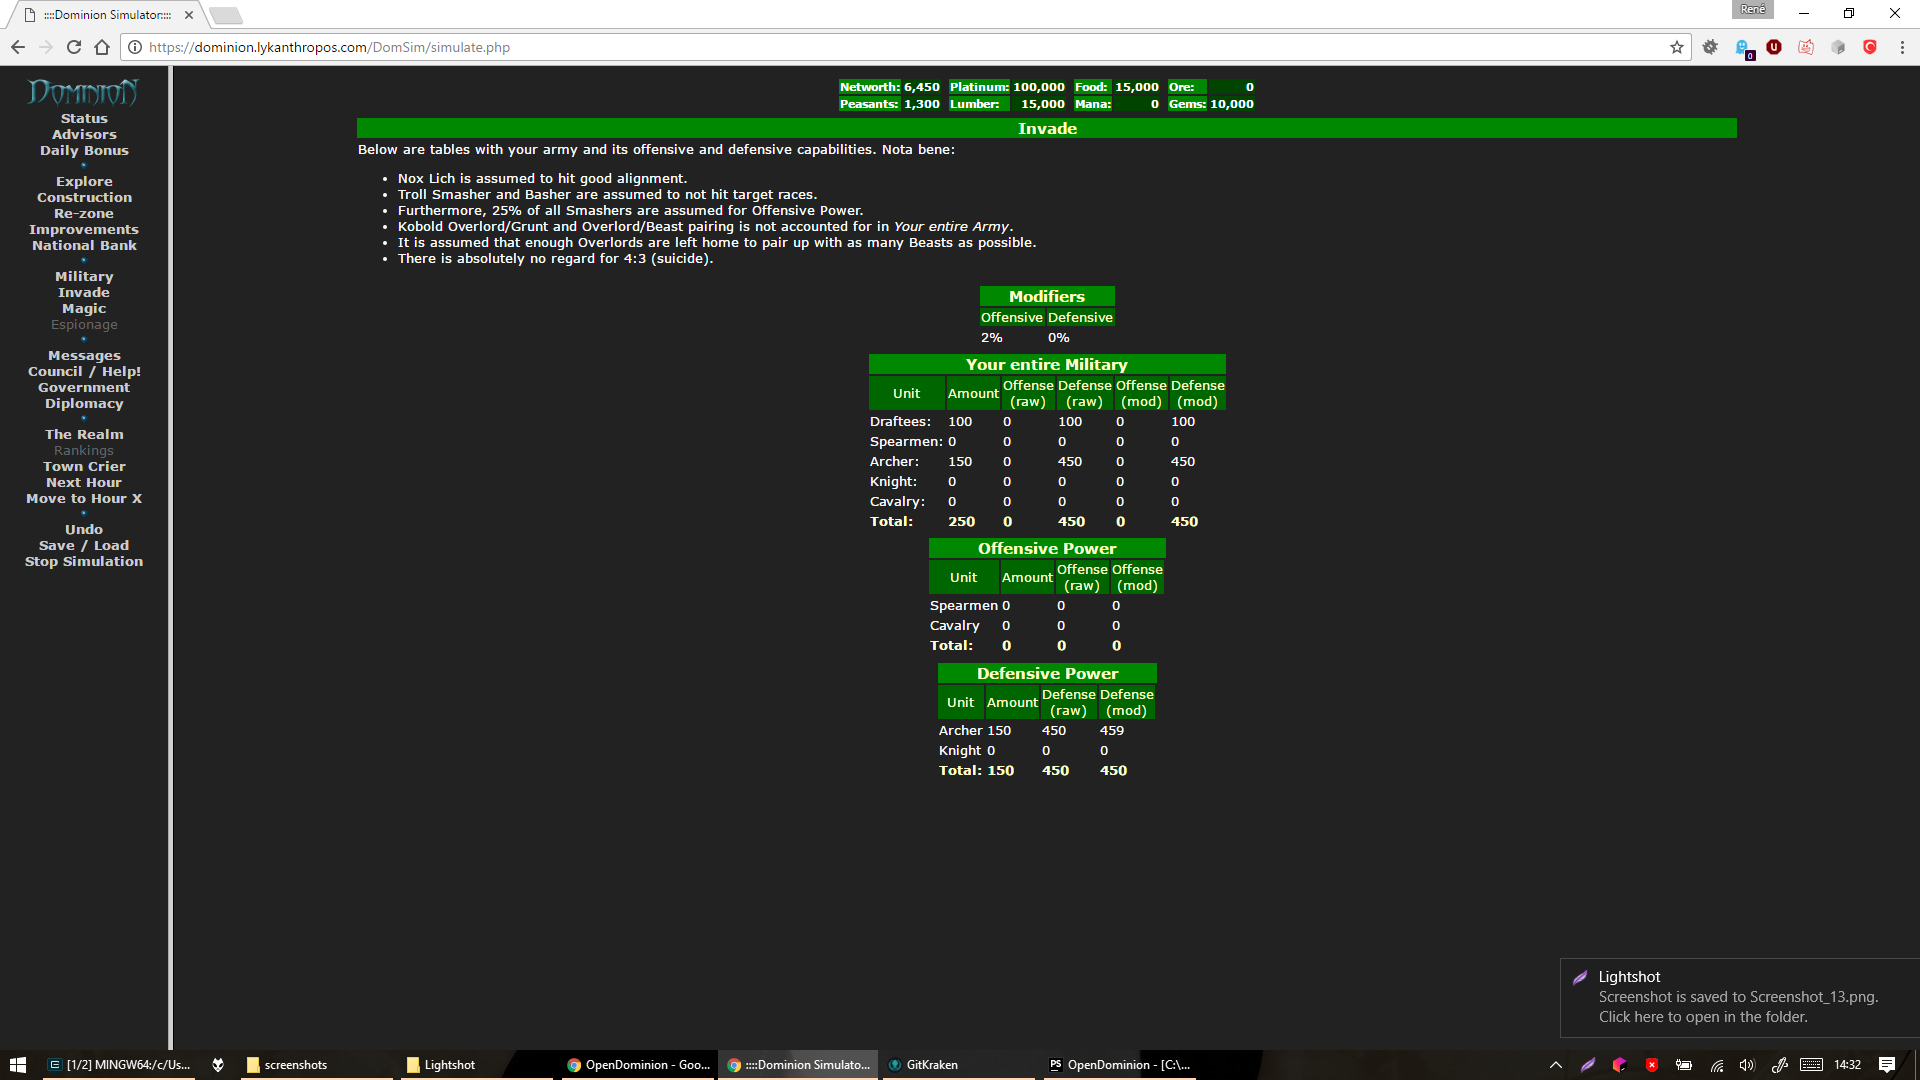 ::::Dominion Simulator::::
René
https://dominion.lykanthropos.com/DomSim/simulate.php
0
DOMINION
Status
Advisors
Daily Bonus
Explore
Construction
Re-zone
Improvements
National Bank
Military
Invade
Magic
Espionage
Messages
Council / Help!
Government
Diplomacy
The Realm
Rankings
Town Crier
Next Hour
Move to Hour X
Undo
Save / Load
Stop Simulation
Networth: 6,450 Platinum: 100,000 Food: 15,000 Ore: 0
Peasants: 1,300 Lumber: 15,000 Mana: 0 Gems: 10,000
Invade
Below are tables with your army and its offensive and defensive capabilities. Nota bene:
• Nox Lich is assumed to hit good alignment.
• Troll Smasher and Basher are assumed to not hit target races.
• Furthermore, 25% of all Smashers are assumed for Offensive Power.
• Kobold Overlord/Grunt and Overlord/Beast pairing is not accounted for in Your entire Army.
• It is assumed that enough Overlords are left home to pair up with as many Beasts as possible.
• There is absolutely no regard for 4:3 (suicide).
Modifiers
Offensive Defensive
2% 0%
Your entire Military
Unit Amount Offense (raw) Defense (raw) Offense (mod) Defense (mod)
Draftees: 100 0 100 0 100
Spearmen: 0 0 0 0 0
Archer: 150 0 450 0 450
Knight: 0 0 0 0 0
Cavalry: 0 0 0 0 0
Total: 250 0 450 0 450
Offensive Power
Unit Amount Offense (raw) Offense (mod)
Spearmen 0 0 0
Cavalry 0 0 0
Total: 0 0 0
Defensive Power
Unit Amount Defense (raw) Defense (mod)
Archer 150 450 459
Knight 0 0 0
Total: 150 450 450
Lightshot
Screenshot is saved to Screenshot_13.png.
Click here to open in the folder.
[1/2] MINGW64:/c/Us...
screenshots
Lightshot
OpenDominion - Goo...
::::Dominion Simulato...
GitKraken
PS OpenDominion - [C:\...
14:32